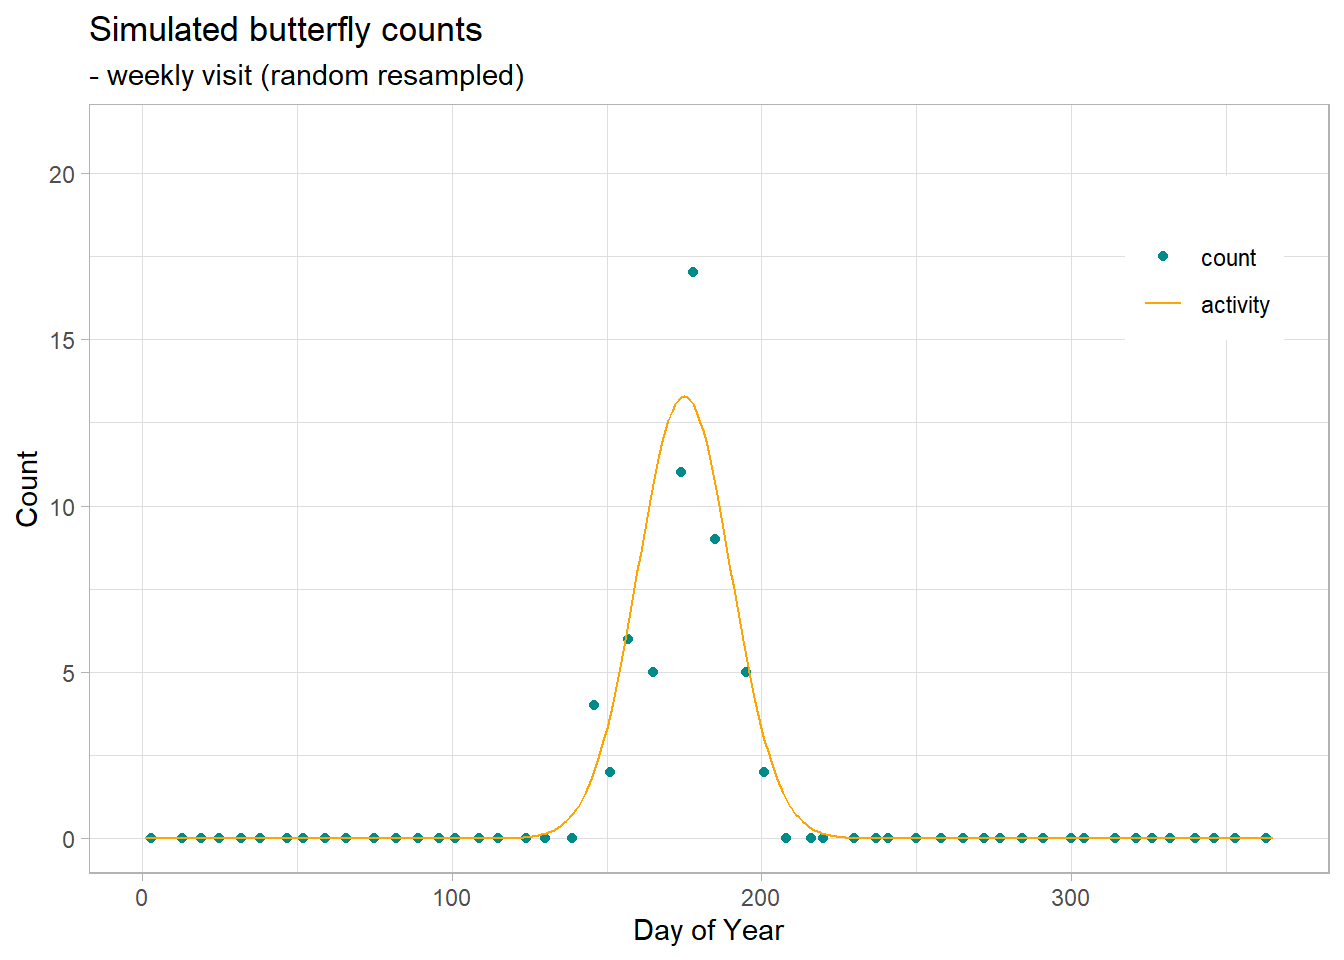 Simulated butterfly counts
- weekly visit (random resampled)
20
15
10
5
0
Count
count
activity
0 100 200 300
Day of Year